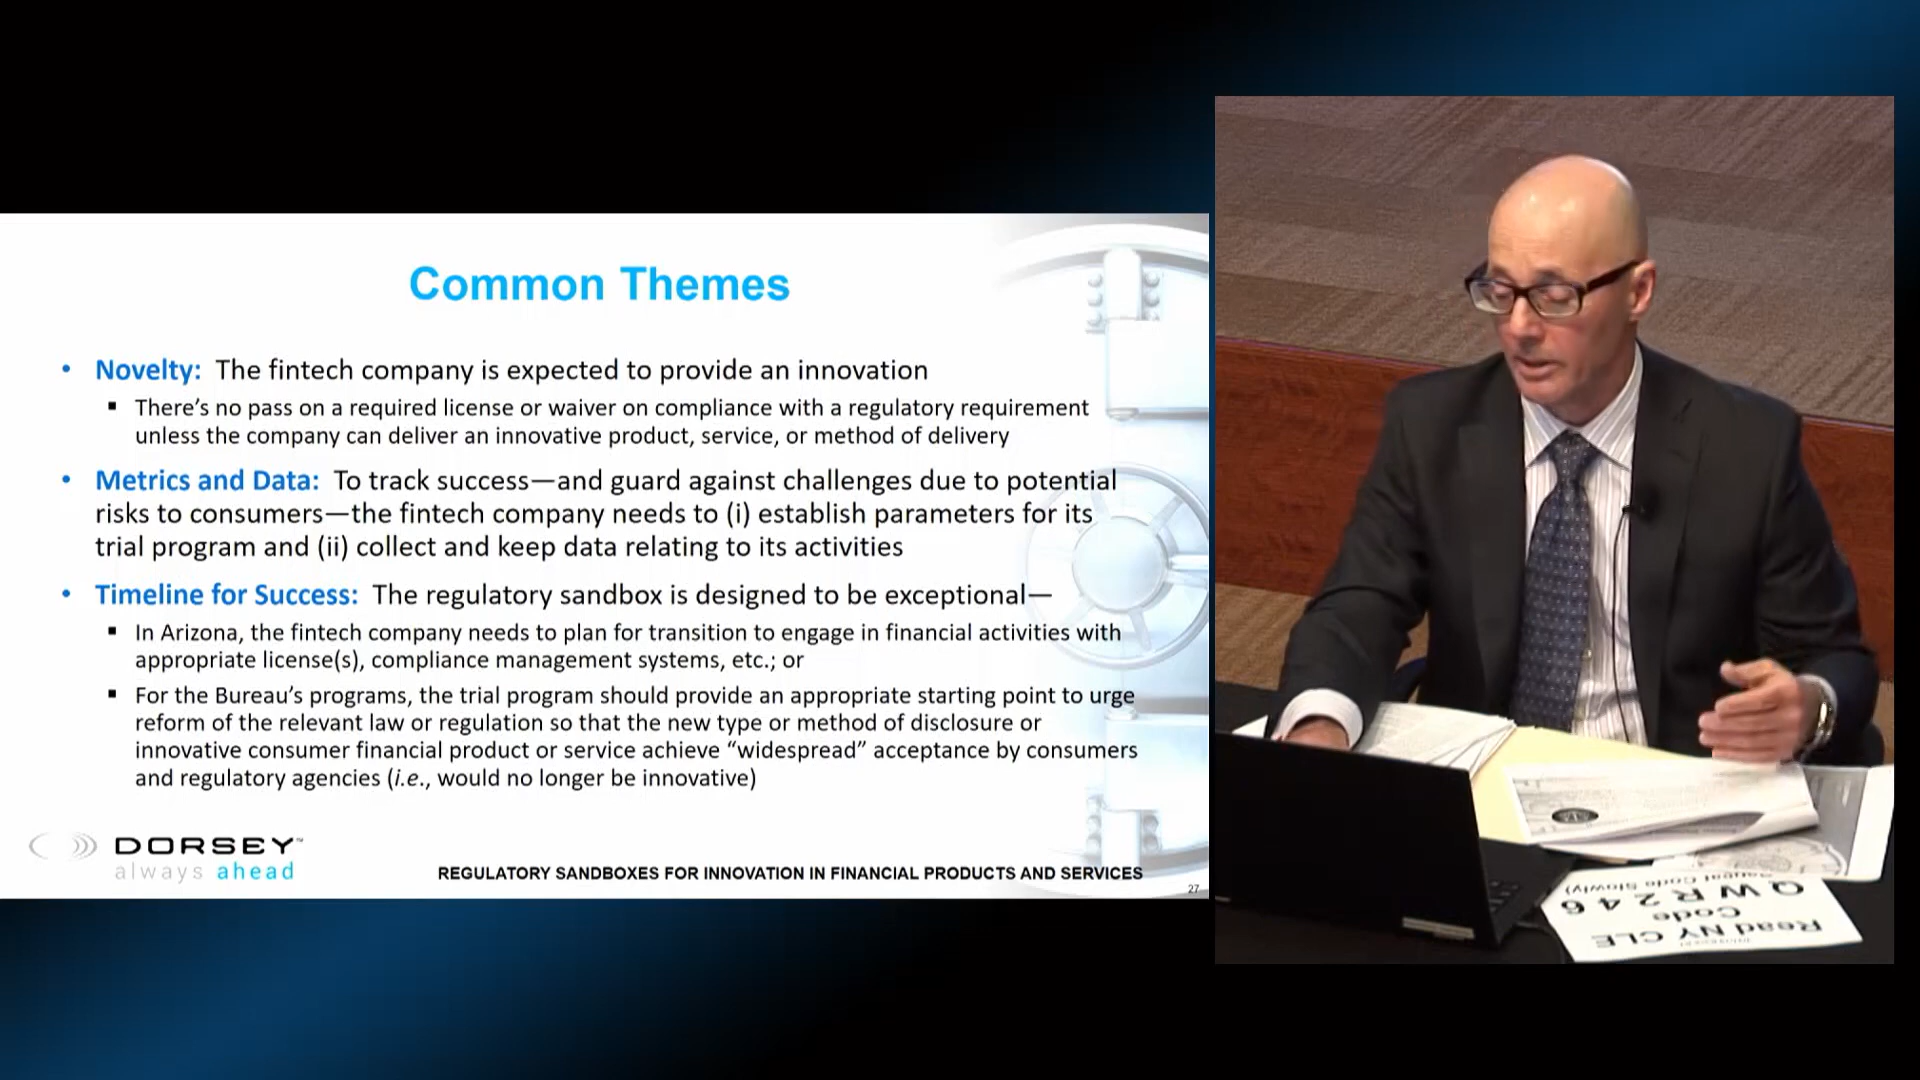 Common Themes
• Novelty: The fintech company is expected to provide an innovation
▪ There’s no pass on a required license or waiver on compliance with a regulatory requirement
unless the company can deliver an innovative product, service, or method of delivery
• Metrics and Data: To track success—and guard against challenges due to potential
risks to consumers—the fintech company needs to (i) establish parameters for its
trial program and (ii) collect and keep data relating to its activities
• Timeline for Success: The regulatory sandbox is designed to be exceptional—
▪ In Arizona, the fintech company needs to plan for transition to engage in financial activities with
appropriate license(s), compliance management systems, etc.; or
▪ For the Bureau’s programs, the trial program should provide an appropriate starting point to urge
reform of the relevant law or regulation so that the new type or method of disclosure or
innovative consumer financial product or service achieve “widespread” acceptance by consumers
and regulatory agencies (i.e., would no longer be innovative)
DORSEY™
always ahead
REGULATORY SANDBOXES FOR INNOVATION IN FINANCIAL PRODUCTS AND SERVICES
27
Read NY CLE
Code
QWR246
Code Slowly)